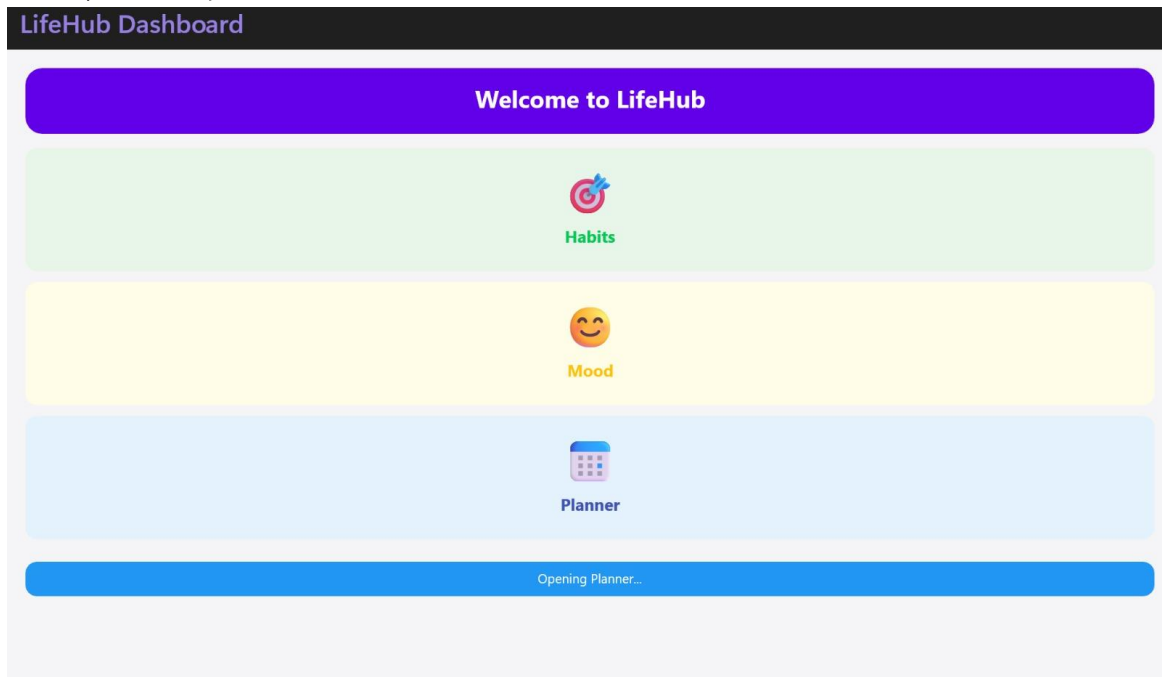 LifeHub Dashboard
Welcome to LifeHub
Habits
Mood
Planner
Opening Planner...